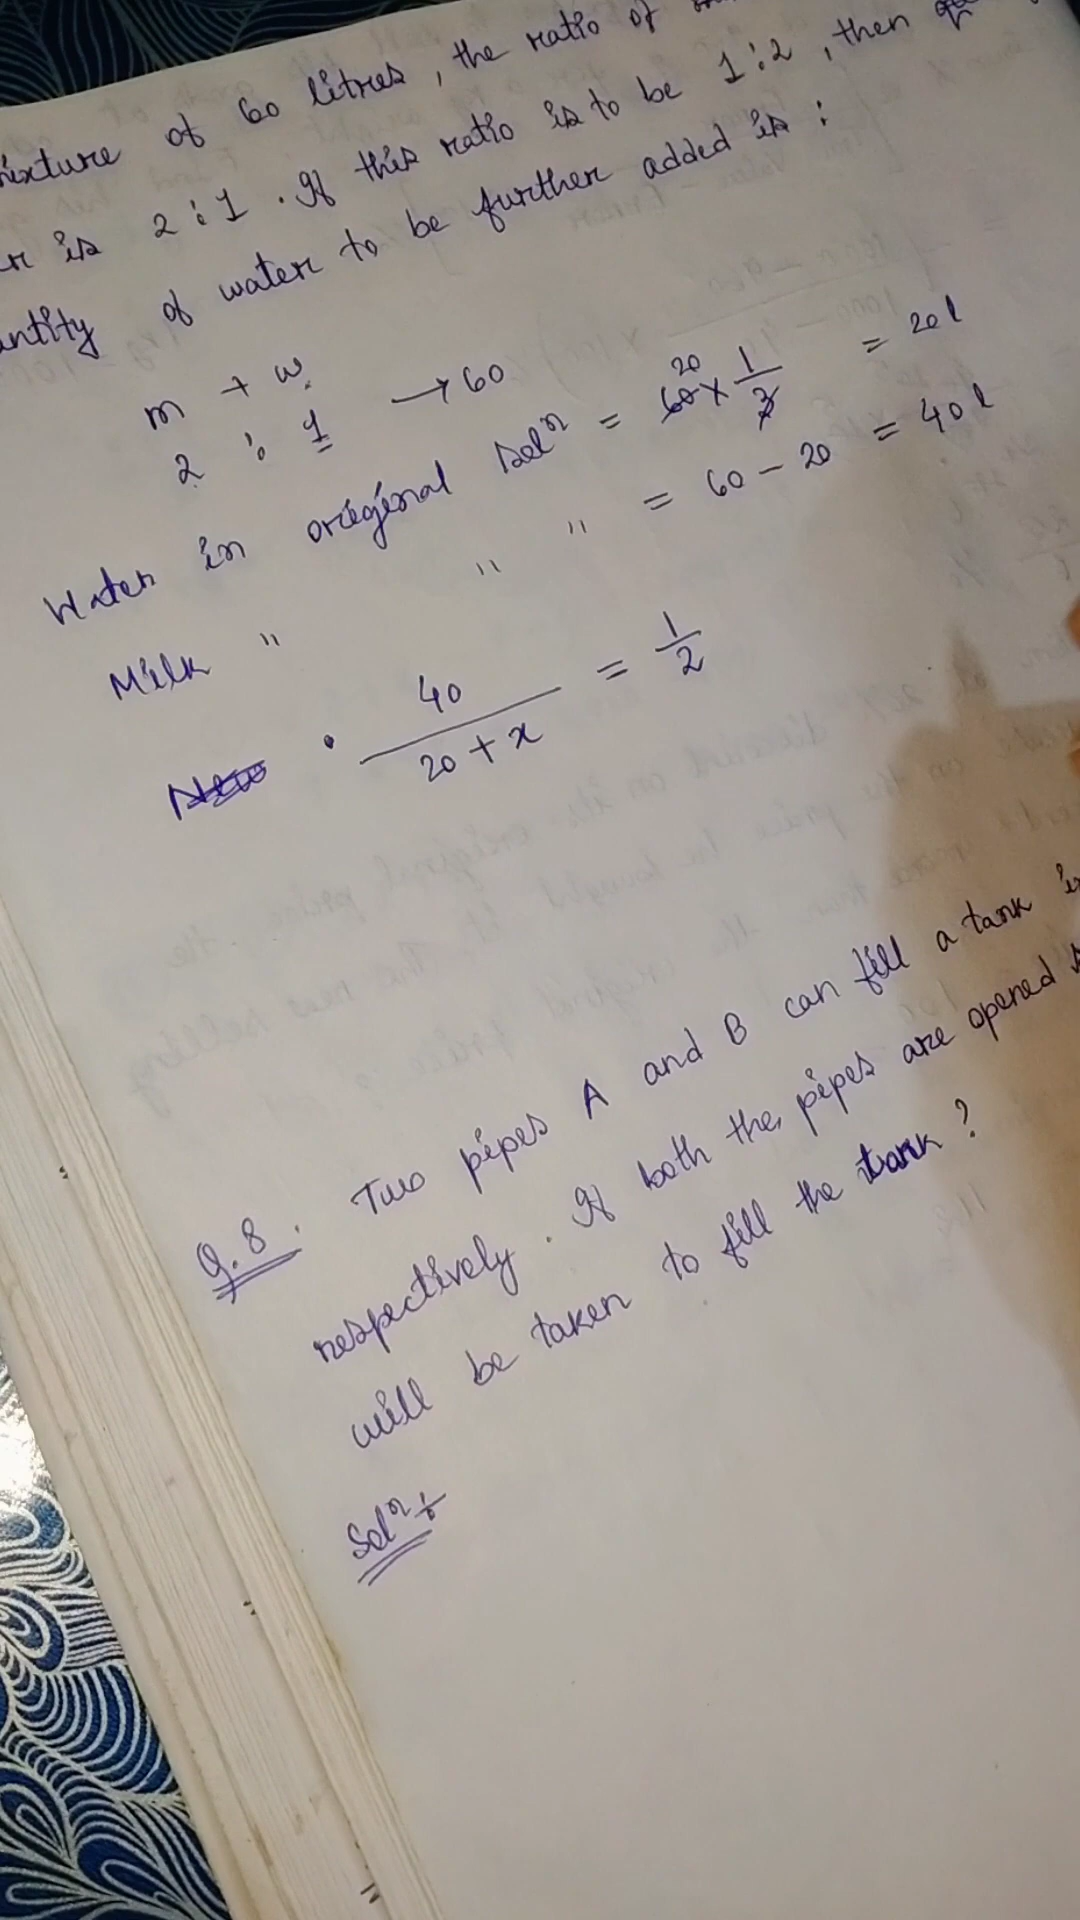 of 60 litres, the ratio of
is 2:1. If this ratio is to be 1:2, then
of water to be further added is:
m + w
2 : 1 → 60
Water in original Solⁿ = 60 × 1/3 = 20 l
20
Milk " " " = 60 - 20 = 40 l
40/(20 + x) = 1/2
Q.8. Two pipes A and B can fill a tank
respectively. If both the pipes are opened
will be taken to fill the tank?
Solⁿ: